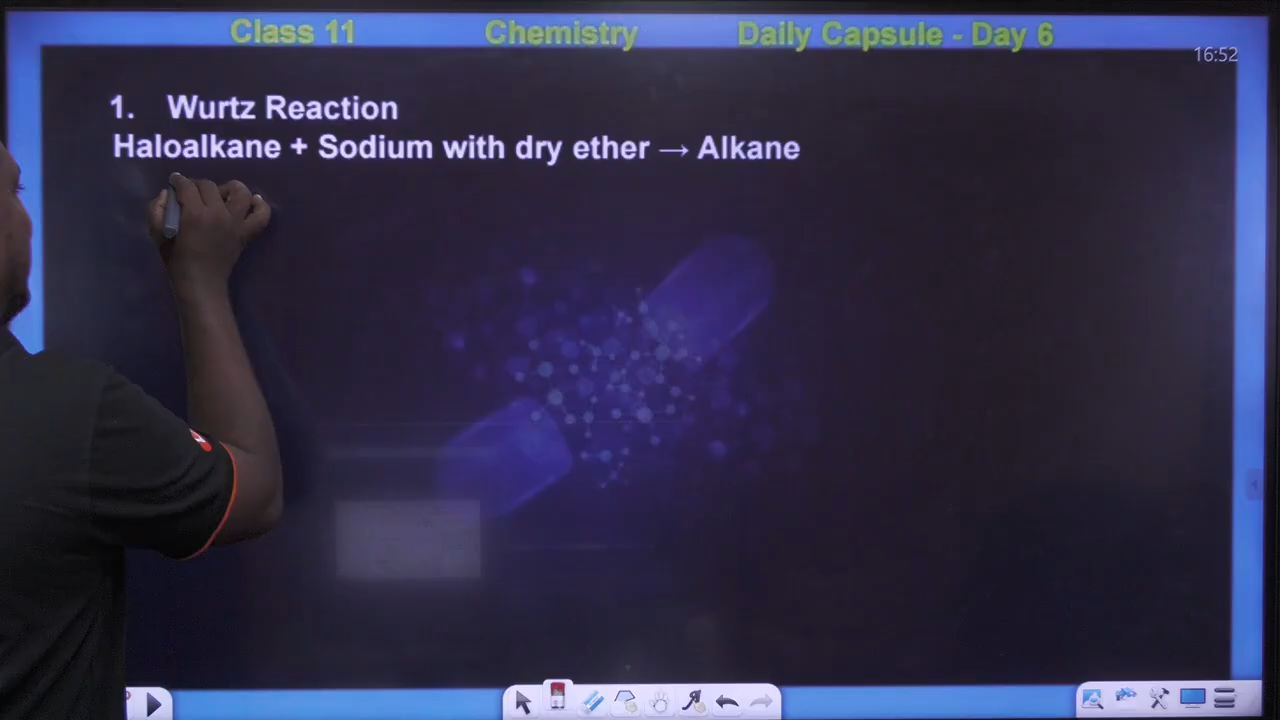 Class 11 Chemistry Daily Capsule - Day 6
16:52
1. Wurtz Reaction
Haloalkane + Sodium with dry ether → Alkane